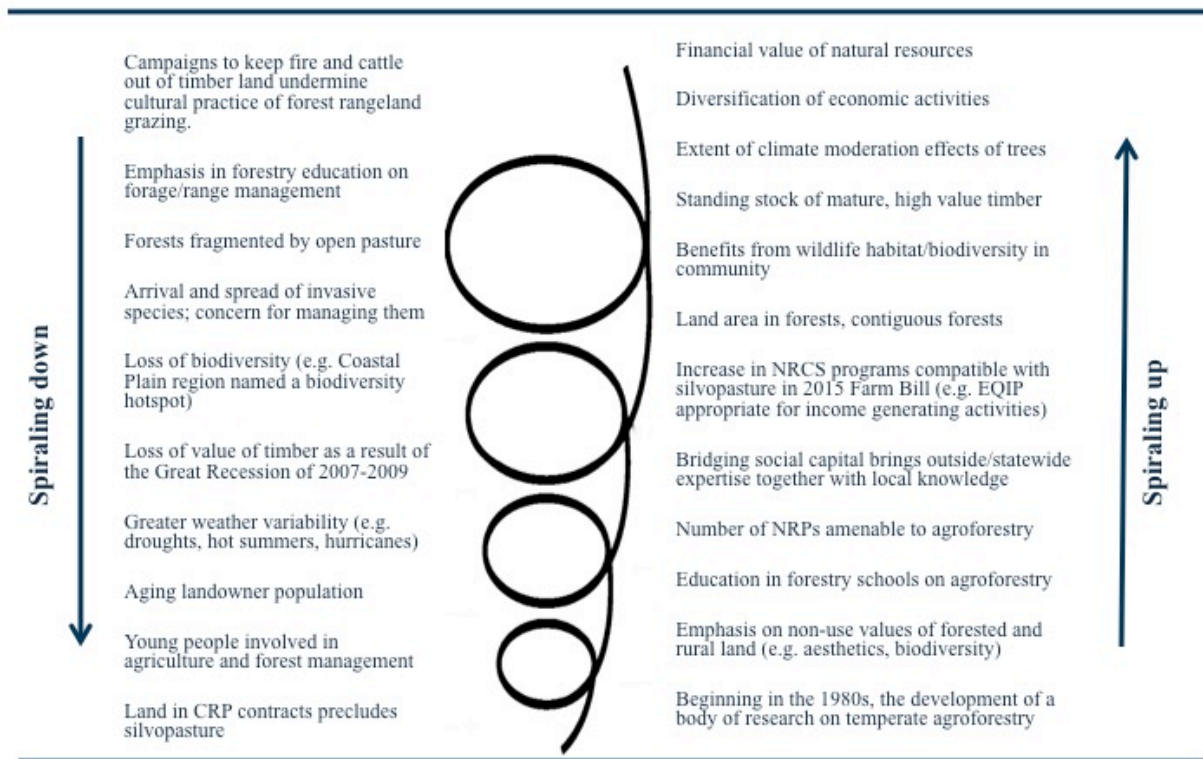 Campaigns to keep fire and cattle
out of timber land undermine
cultural practice of forest rangeland
grazing.
Emphasis in forestry education on
forage/range management
Forests fragmented by open pasture
Arrival and spread of invasive
species; concern for managing them
Loss of biodiversity (e.g. Coastal
Plain region named a biodiversity
hotspot)
Loss of value of timber as a result of
the Great Recession of 2007-2009
Greater weather variability (e.g.
droughts, hot summers, hurricanes)
Aging landowner population
Young people involved in
agriculture and forest management
Land in CRP contracts precludes
silvopasture
Spiraling down
Financial value of natural resources
Diversification of economic activities
Extent of climate moderation effects of trees
Standing stock of mature, high value timber
Benefits from wildlife habitat/biodiversity in
community
Land area in forests, contiguous forests
Increase in NRCS programs compatible with
silvopasture in 2015 Farm Bill (e.g. EQIP
appropriate for income generating activities)
Bridging social capital brings outside/statewide
expertise together with local knowledge
Number of NRPs amenable to agroforestry
Education in forestry schools on agroforestry
Emphasis on non-use values of forested and
rural land (e.g. aesthetics, biodiversity)
Beginning in the 1980s, the development of a
body of research on temperate agroforestry
Spiraling up